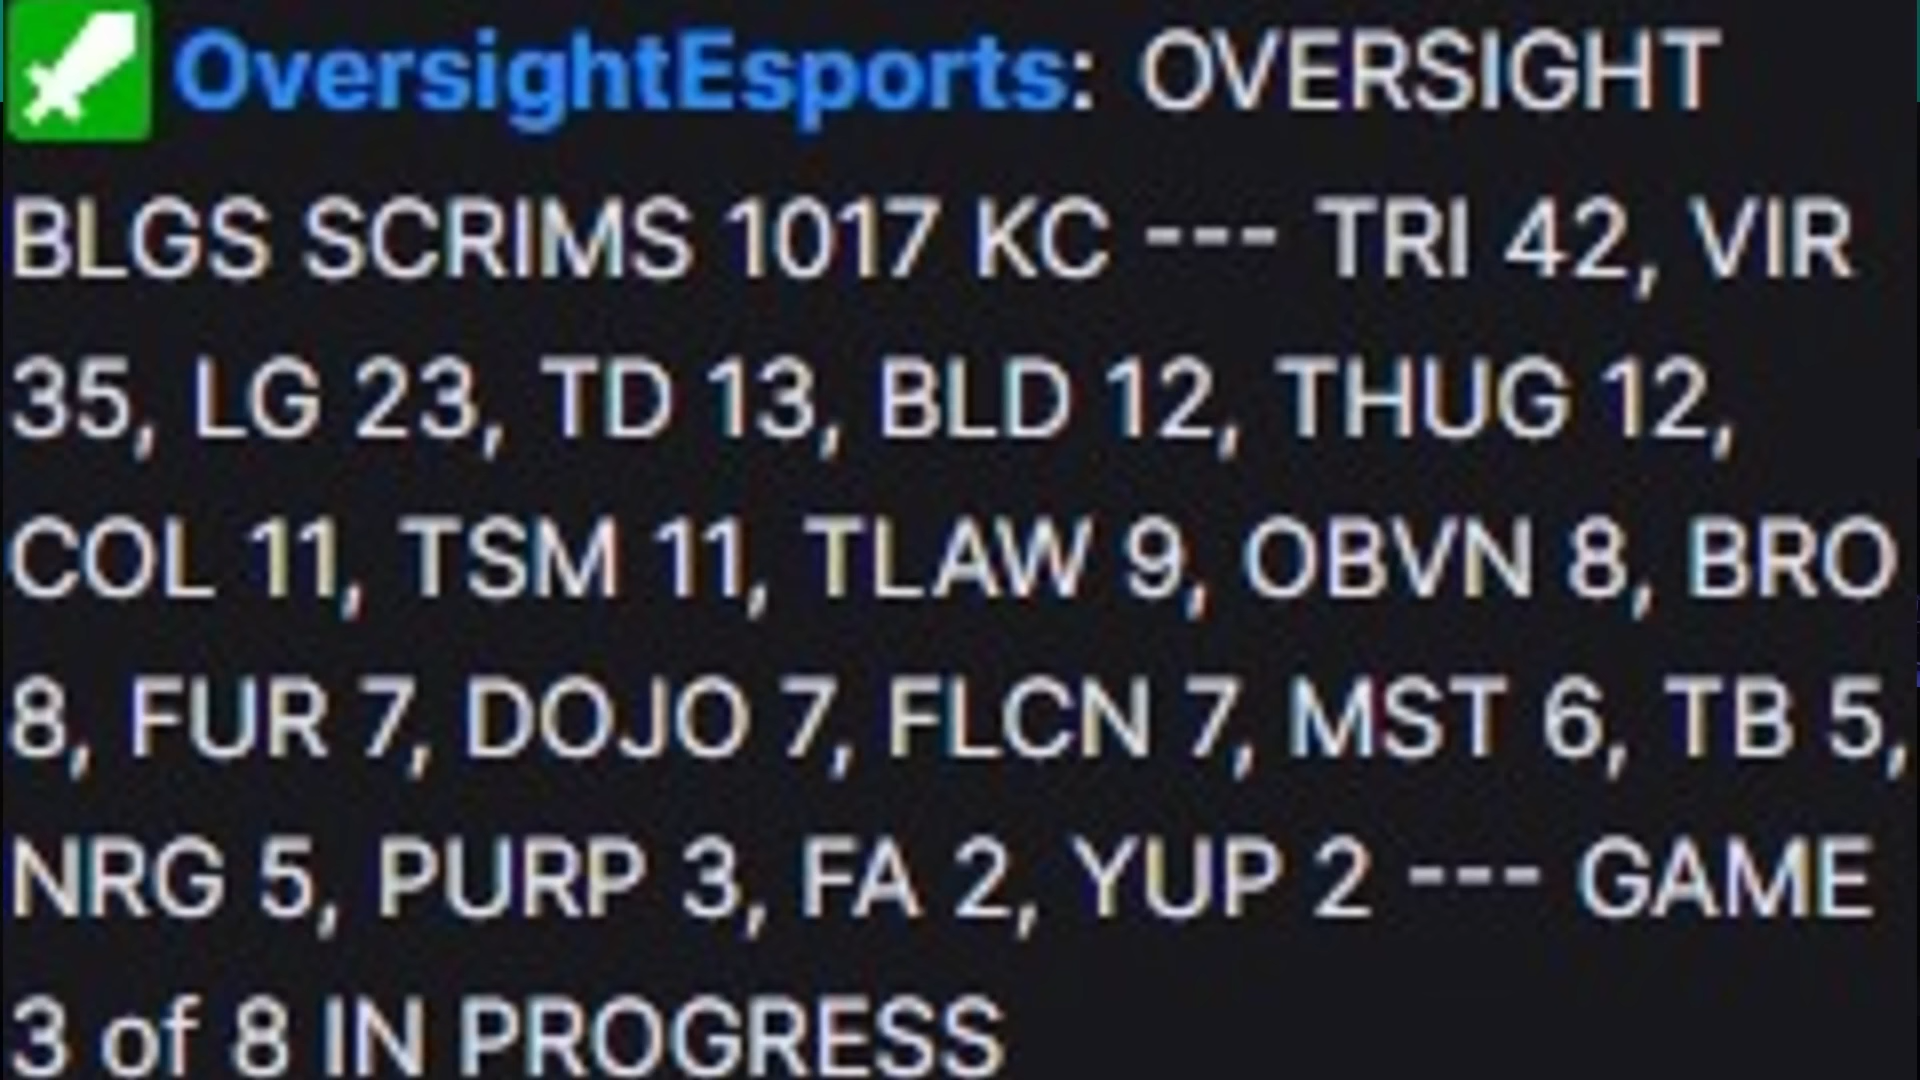 OversightEsports: OVERSIGHT
BLGS SCRIMS 1017 KC --- TRI 42, VIR
35, LG 23, TD 13, BLD 12, THUG 12,
COL 11, TSM 11, TLAW 9, OBVN 8, BRO
8, FUR 7, DOJO 7, FLCN 7, MST 6, TB 5,
NRG 5, PURP 3, FA 2, YUP 2 --- GAME
3 of 8 IN PROGRESS